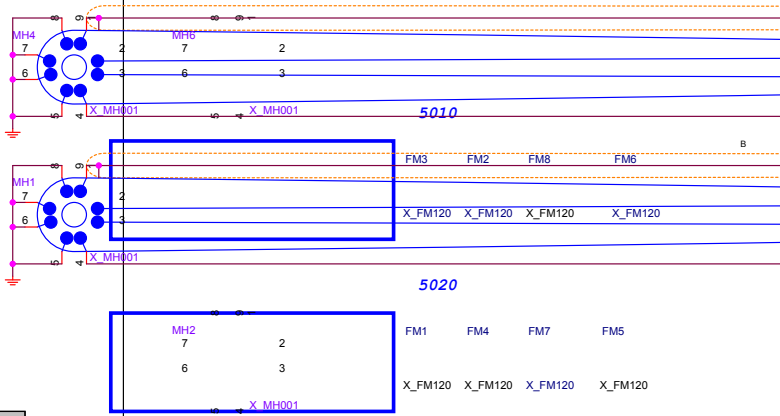 8 9 1 8 9 1
MH4 MH6
7 2 7 2
6 3 6 3
5 4 X_MH001 5 4 X_MH001
5010
B
8 9 1 FM3 FM2 FM8 FM6
MH1
7 2
6 3 X_FM120 X_FM120 X_FM120 X_FM120
5 4 X_MH001
5020
8 9 1
MH2 FM1 FM4 FM7 FM5
7 2
6 3
X_FM120 X_FM120 X_FM120 X_FM120
5 4 X_MH001